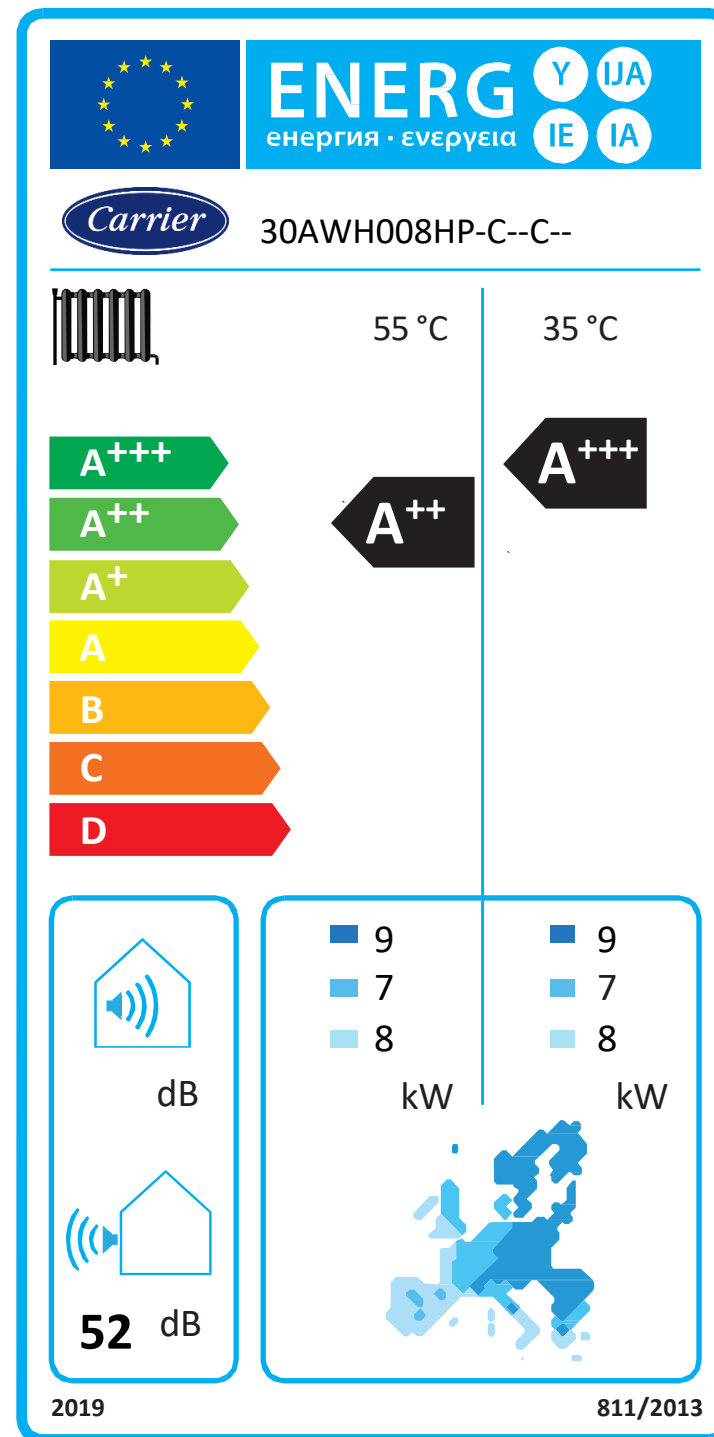 ENERG Y IJA
енергия · ενεργεια IE IA
Carrier 30AWH008HP-C--C--
55 °C 35 °C
A+++
A+++
A++
A++
A+
A
B
C
D
9 9
7 7
8 8
dB kW kW
52 dB
2019 811/2013